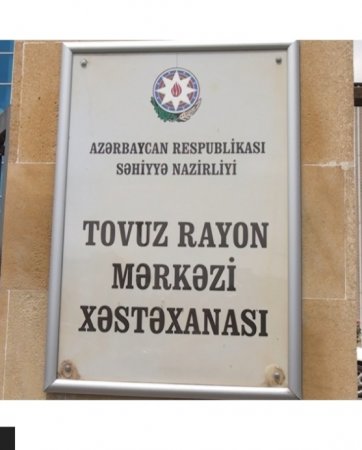 AZƏRBAYCAN RESPUBLİKASI
SƏHİYYƏ NAZİRLİYİ
TOVUZ RAYON
MƏRKƏZİ
XƏSTƏXANASI